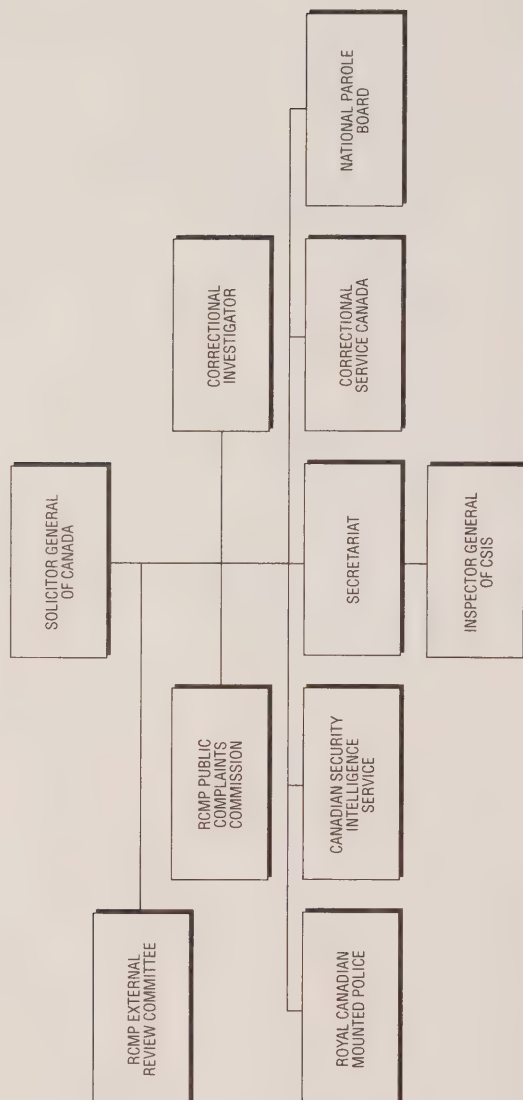 SOLICITOR GENERAL
OF CANADA
RCMP EXTERNAL
REVIEW COMMITTEE
RCMP PUBLIC
COMPLAINTS
COMMISSION
CORRECTIONAL
INVESTIGATOR
ROYAL CANADIAN
MOUNTED POLICE
CANADIAN SECURITY
INTELLIGENCE
SERVICE
SECRETARIAT
CORRECTIONAL
SERVICE CANADA
NATIONAL PAROLE
BOARD
INSPECTOR GENERAL
OF CSIS